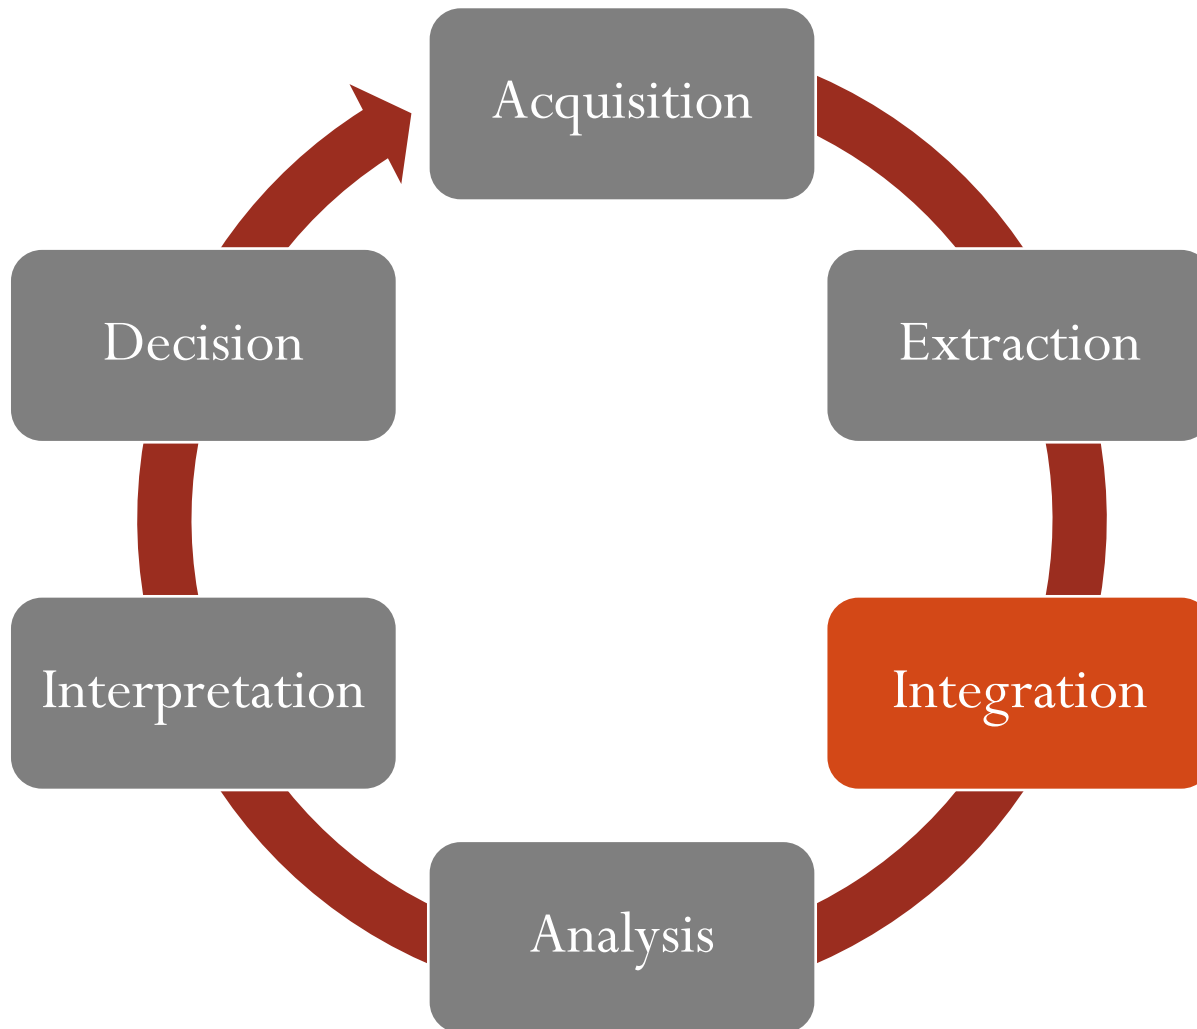 Acquisition
Extraction
Integration
Analysis
Interpretation
Decision